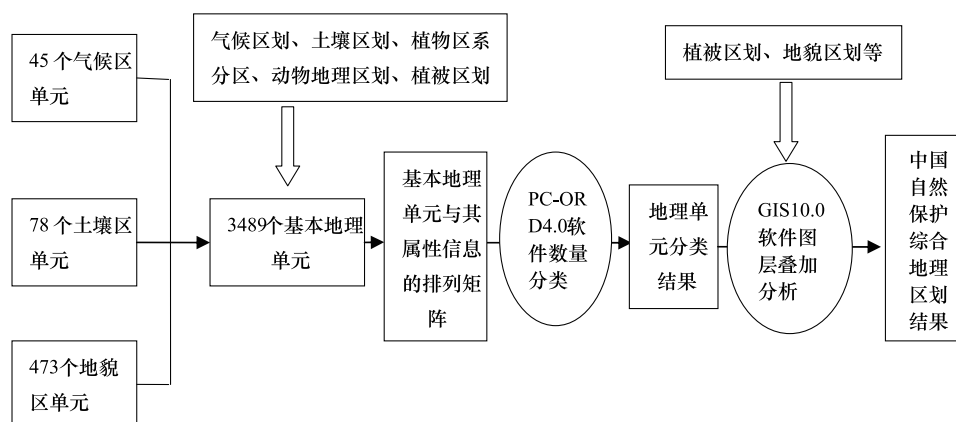 45个气候区
单元
78个土壤区
单元
473个地貌
区单元
气候区划、土壤区划、植物区系
分区、动物地理区划、植被区划
3489个基本地理
单元
基本地理
单元与其
属性信息
的排列矩
阵
PC-OR
D4.0软
件数量
分类
地理单
元分类
结果
植被区划、地貌区划等
GIS10.0
软件图
层叠加
分析
中国
自然
保护
综合
地理
区划
结果